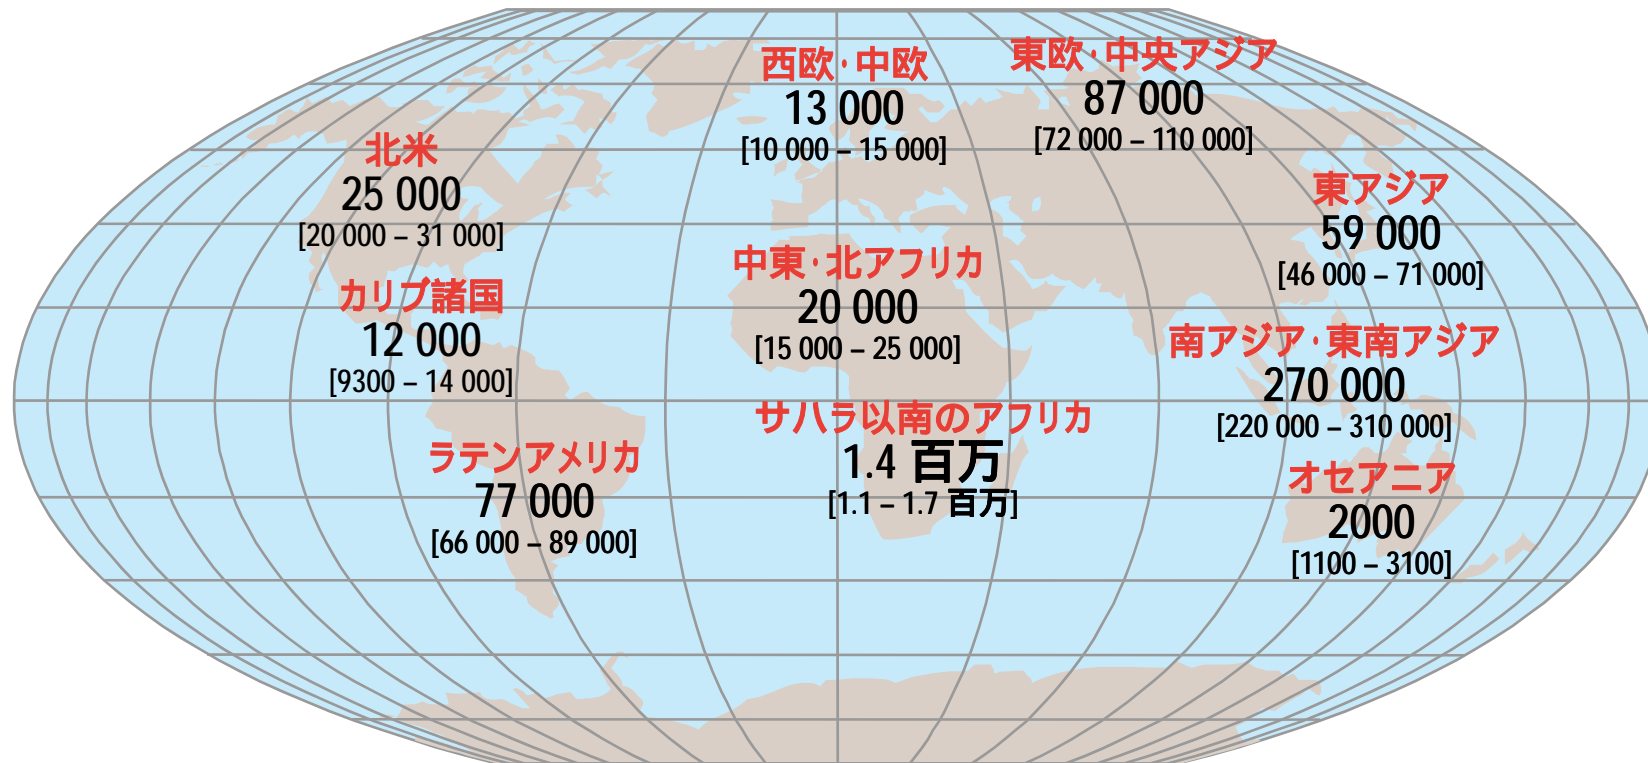 西欧・中欧
13 000
[10 000 – 15 000]
東欧・中央アジア
87 000
[72 000 – 110 000]
北米
25 000
[20 000 – 31 000]
東アジア
59 000
[46 000 – 71 000]
カリブ諸国
12 000
[9300 – 14 000]
中東・北アフリカ
20 000
[15 000 – 25 000]
南アジア・東南アジア
270 000
[220 000 – 310 000]
サハラ以南のアフリカ
1.4 百万
[1.1 – 1.7 百万]
ラテンアメリカ
77 000
[66 000 – 89 000]
オセアニア
2000
[1100 – 3100]